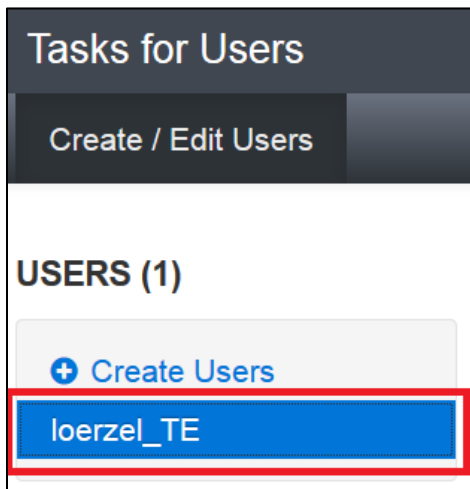 Tasks for Users
Create / Edit Users
USERS (1)
Create Users
loerzel_TE